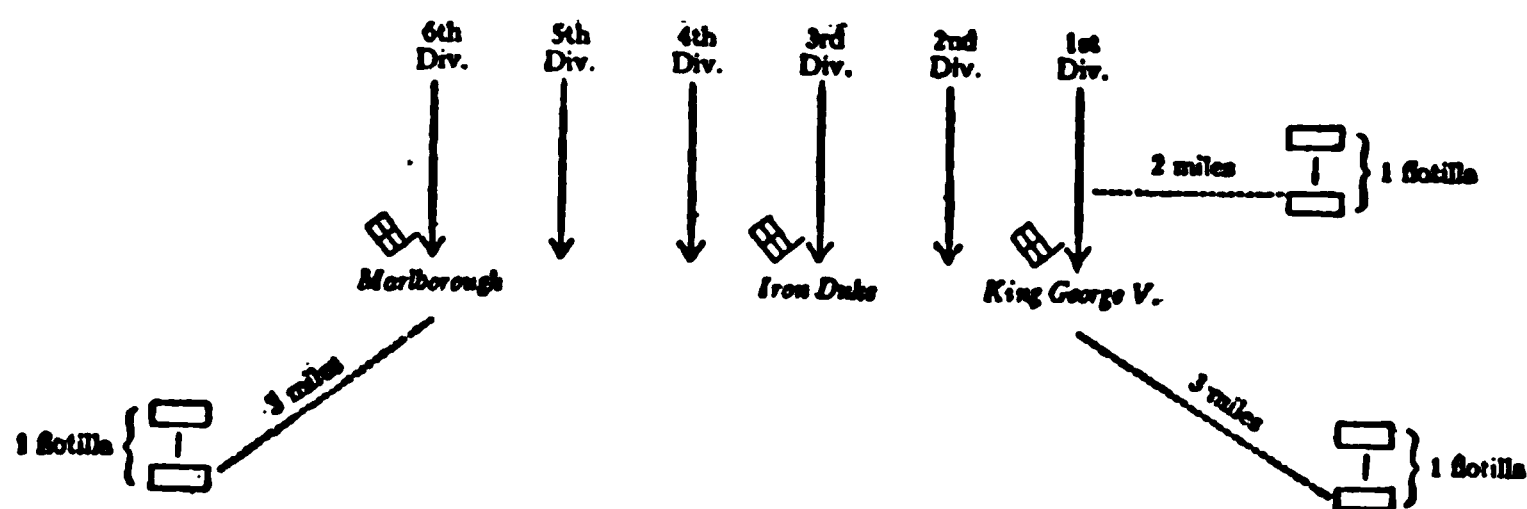 6th
Div.
5th
Div.
4th
Div.
3rd
Div.
2nd
Div.
1st
Div.
2 miles
1 flotilla
Marlborough
Iron Duke
King George V.
miles
3 miles
1 flotilla
1 flotilla